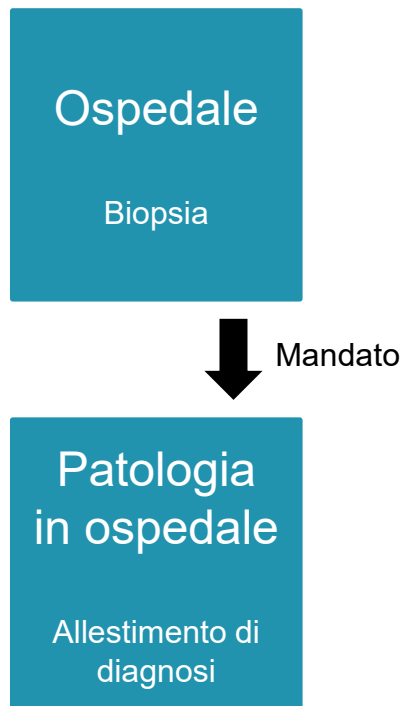 Ospedale
Biopsia
Mandato
Patologia
in ospedale
Allestimento di
diagnosi